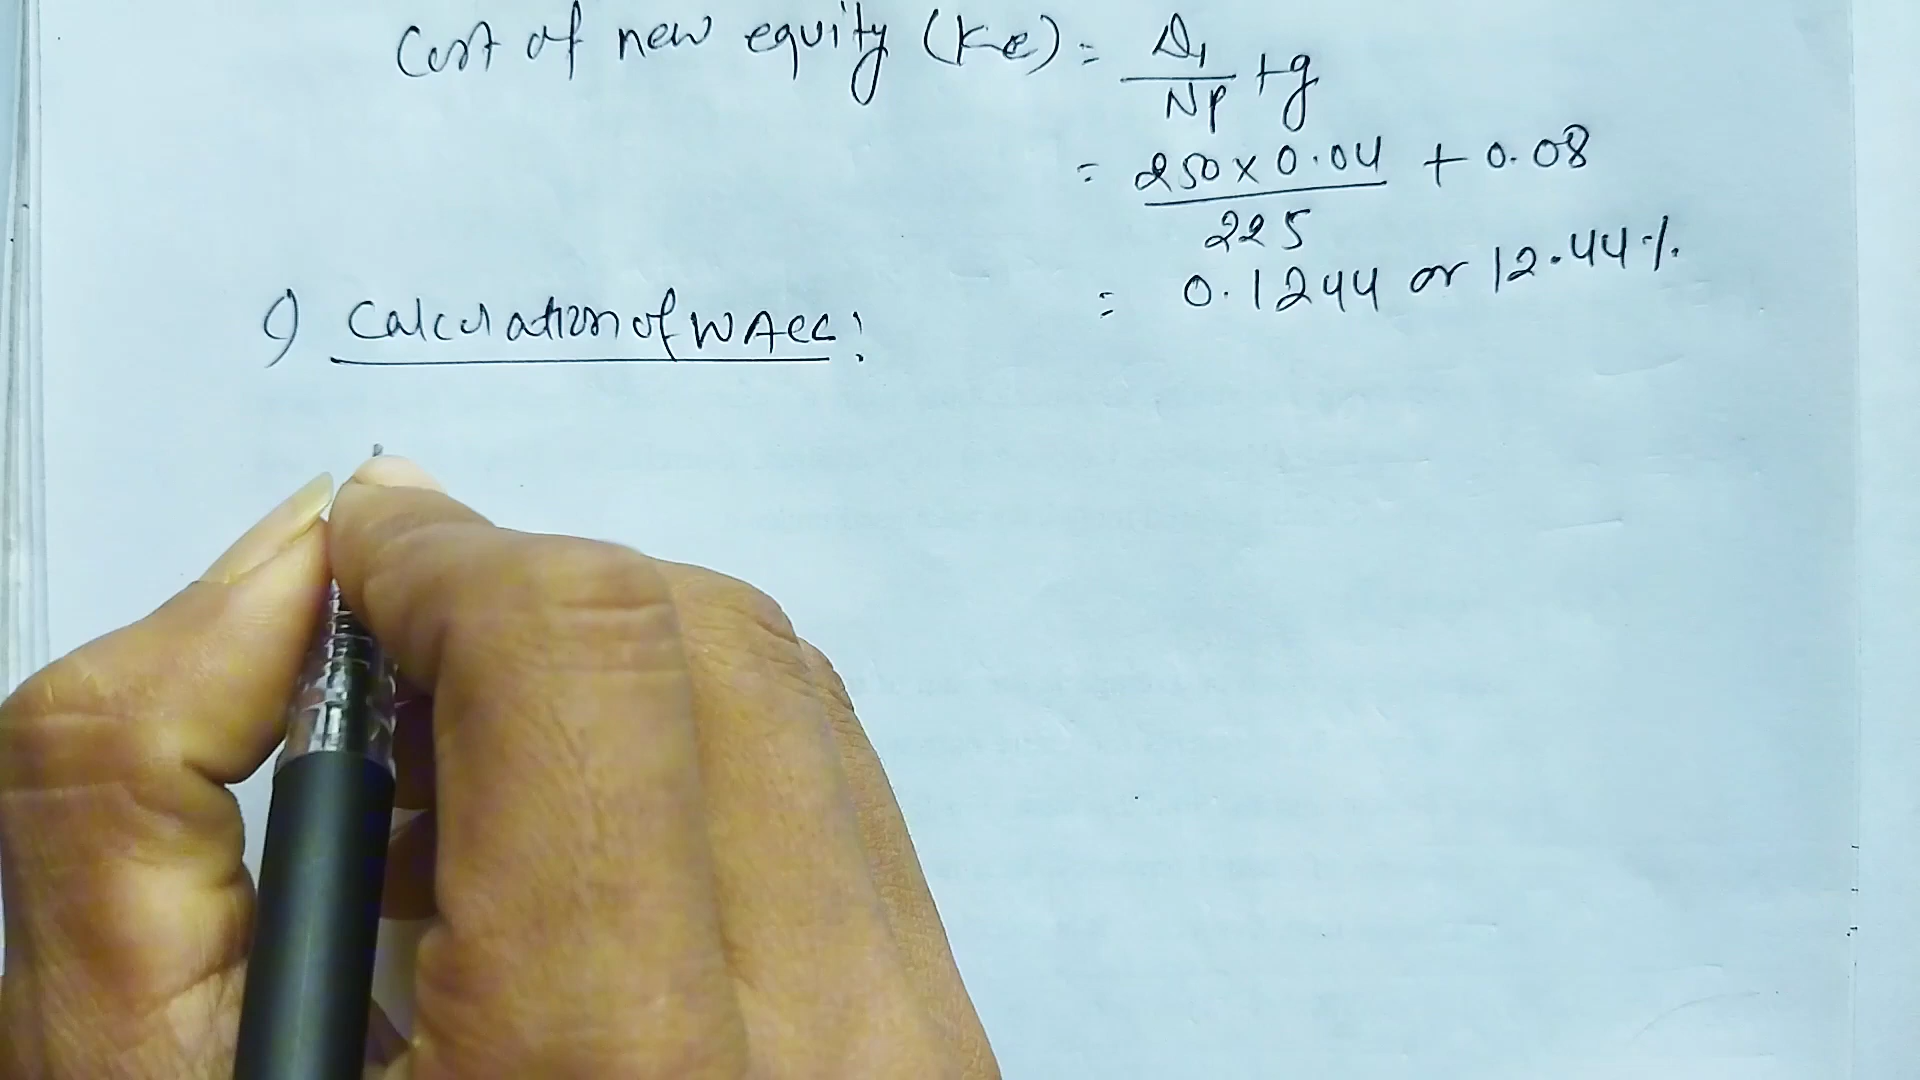 Cost of new equity (Ke) = D1/NP + g
= 250 x 0.04/225 + 0.08
= 0.1244 or 12.44%
c) Calculation of WACC: